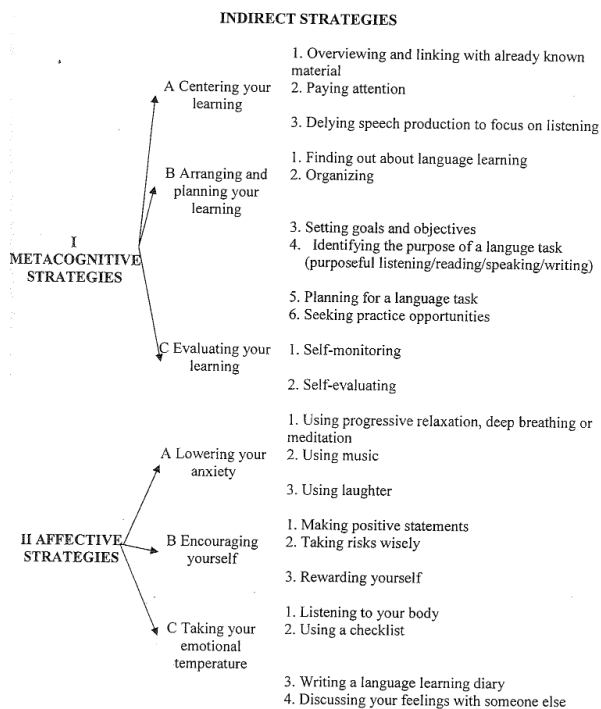 INDIRECT STRATEGIES
I
METACOGNITIVE
STRATEGIES
A Centering your
learning
1. Overviewing and linking with already known
material
2. Paying attention
3. Delying speech production to focus on listening
B Arranging and
planning your
learning
1. Finding out about language learning
2. Organizing
3. Setting goals and objectives
4. Identifying the purpose of a languge task
(purposeful listening/reading/speaking/writing)
5. Planning for a language task
6. Seeking practice opportunities
C Evaluating your
learning
1. Self-monitoring
2. Self-evaluating
II AFFECTIVE
STRATEGIES
A Lowering your
anxiety
1. Using progressive relaxation, deep breathing or
meditation
2. Using music
3. Using laughter
B Encouraging
yourself
1. Making positive statements
2. Taking risks wisely
3. Rewarding yourself
C Taking your
emotional
temperature
1. Listening to your body
2. Using a checklist
3. Writing a language learning diary
4. Discussing your feelings with someone else